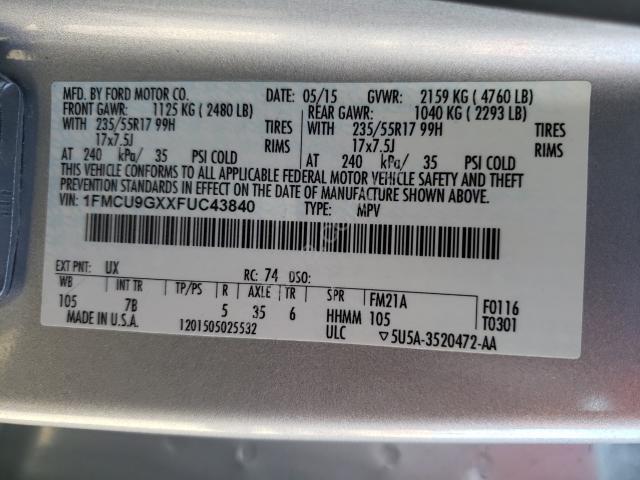 MFD. BY FORD MOTOR CO. DATE: 05/15 GVWR: 2159 KG ( 4760 LB)
FRONT GAWR: 1125 KG ( 2480 LB) REAR GAWR: 1040 KG ( 2293 LB)
WITH 235/55R17 99H TIRES WITH 235/55R17 99H TIRES
17x7.5J RIMS 17x7.5J RIMS
AT 240 kPa/ 35 PSI COLD AT 240 kPa/ 35 PSI COLD
THIS VEHICLE CONFORMS TO ALL APPLICABLE FEDERAL MOTOR VEHICLE SAFETY AND THEFT
PREVENTION STANDARDS IN EFFECT ON THE DATE OF MANUFACTURE SHOWN ABOVE.
VIN: 1FMCU9GXXFUC43840 TYPE: MPV
EXT PNT: UX RC: 74 DSO:
WB INT TR TP/PS R AXLE TR SPR FM21A F0116
105 7B 5 35 6 HHMM 105 T0301
MADE IN U.S.A. 1201505025532 ULC ▽5U5A-3520472-AA